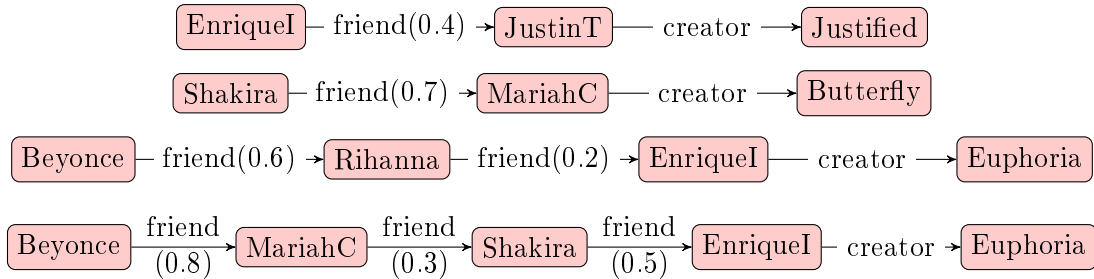 EnriqueI friend(0.4) JustinT creator Justified
Shakira friend(0.7) MariahC creator Butterfly
Beyonce friend(0.6) Rihanna friend(0.2) EnriqueI creator Euphoria
Beyonce friend (0.8) MariahC friend (0.3) Shakira friend (0.5) EnriqueI creator Euphoria